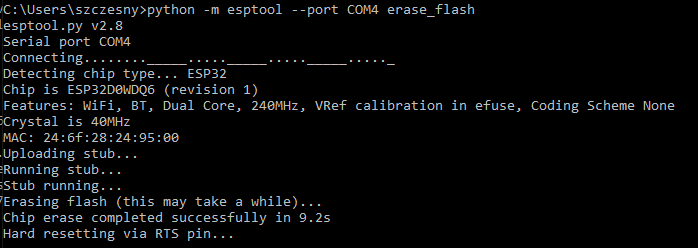 C:\Users\szczesny>python -m esptool --port COM4 erase_flash
esptool.py v2.8
Serial port COM4
Connecting........_____....._____....._____....._
Detecting chip type... ESP32
Chip is ESP32D0WDQ6 (revision 1)
Features: WiFi, BT, Dual Core, 240MHz, VRef calibration in efuse, Coding Scheme None
Crystal is 40MHz
MAC: 24:6f:28:24:95:00
Uploading stub...
Running stub...
Stub running...
Erasing flash (this may take a while)...
Chip erase completed successfully in 9.2s
Hard resetting via RTS pin...